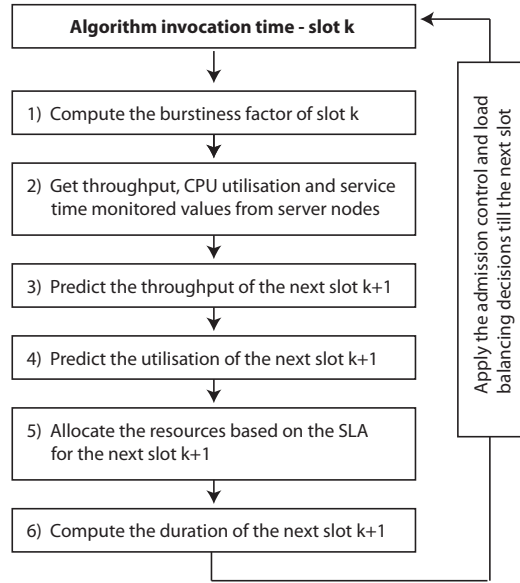 Algorithm invocation time - slot k
1) Compute the burstiness factor of slot k
2) Get throughput, CPU utilisation and service
time monitored values from server nodes
3) Predict the throughput of the next slot k+1
4) Predict the utilisation of the next slot k+1
5) Allocate the resources based on the SLA
for the next slot k+1
6) Compute the duration of the next slot k+1
Apply the admission control and load
balancing decisions till the next slot